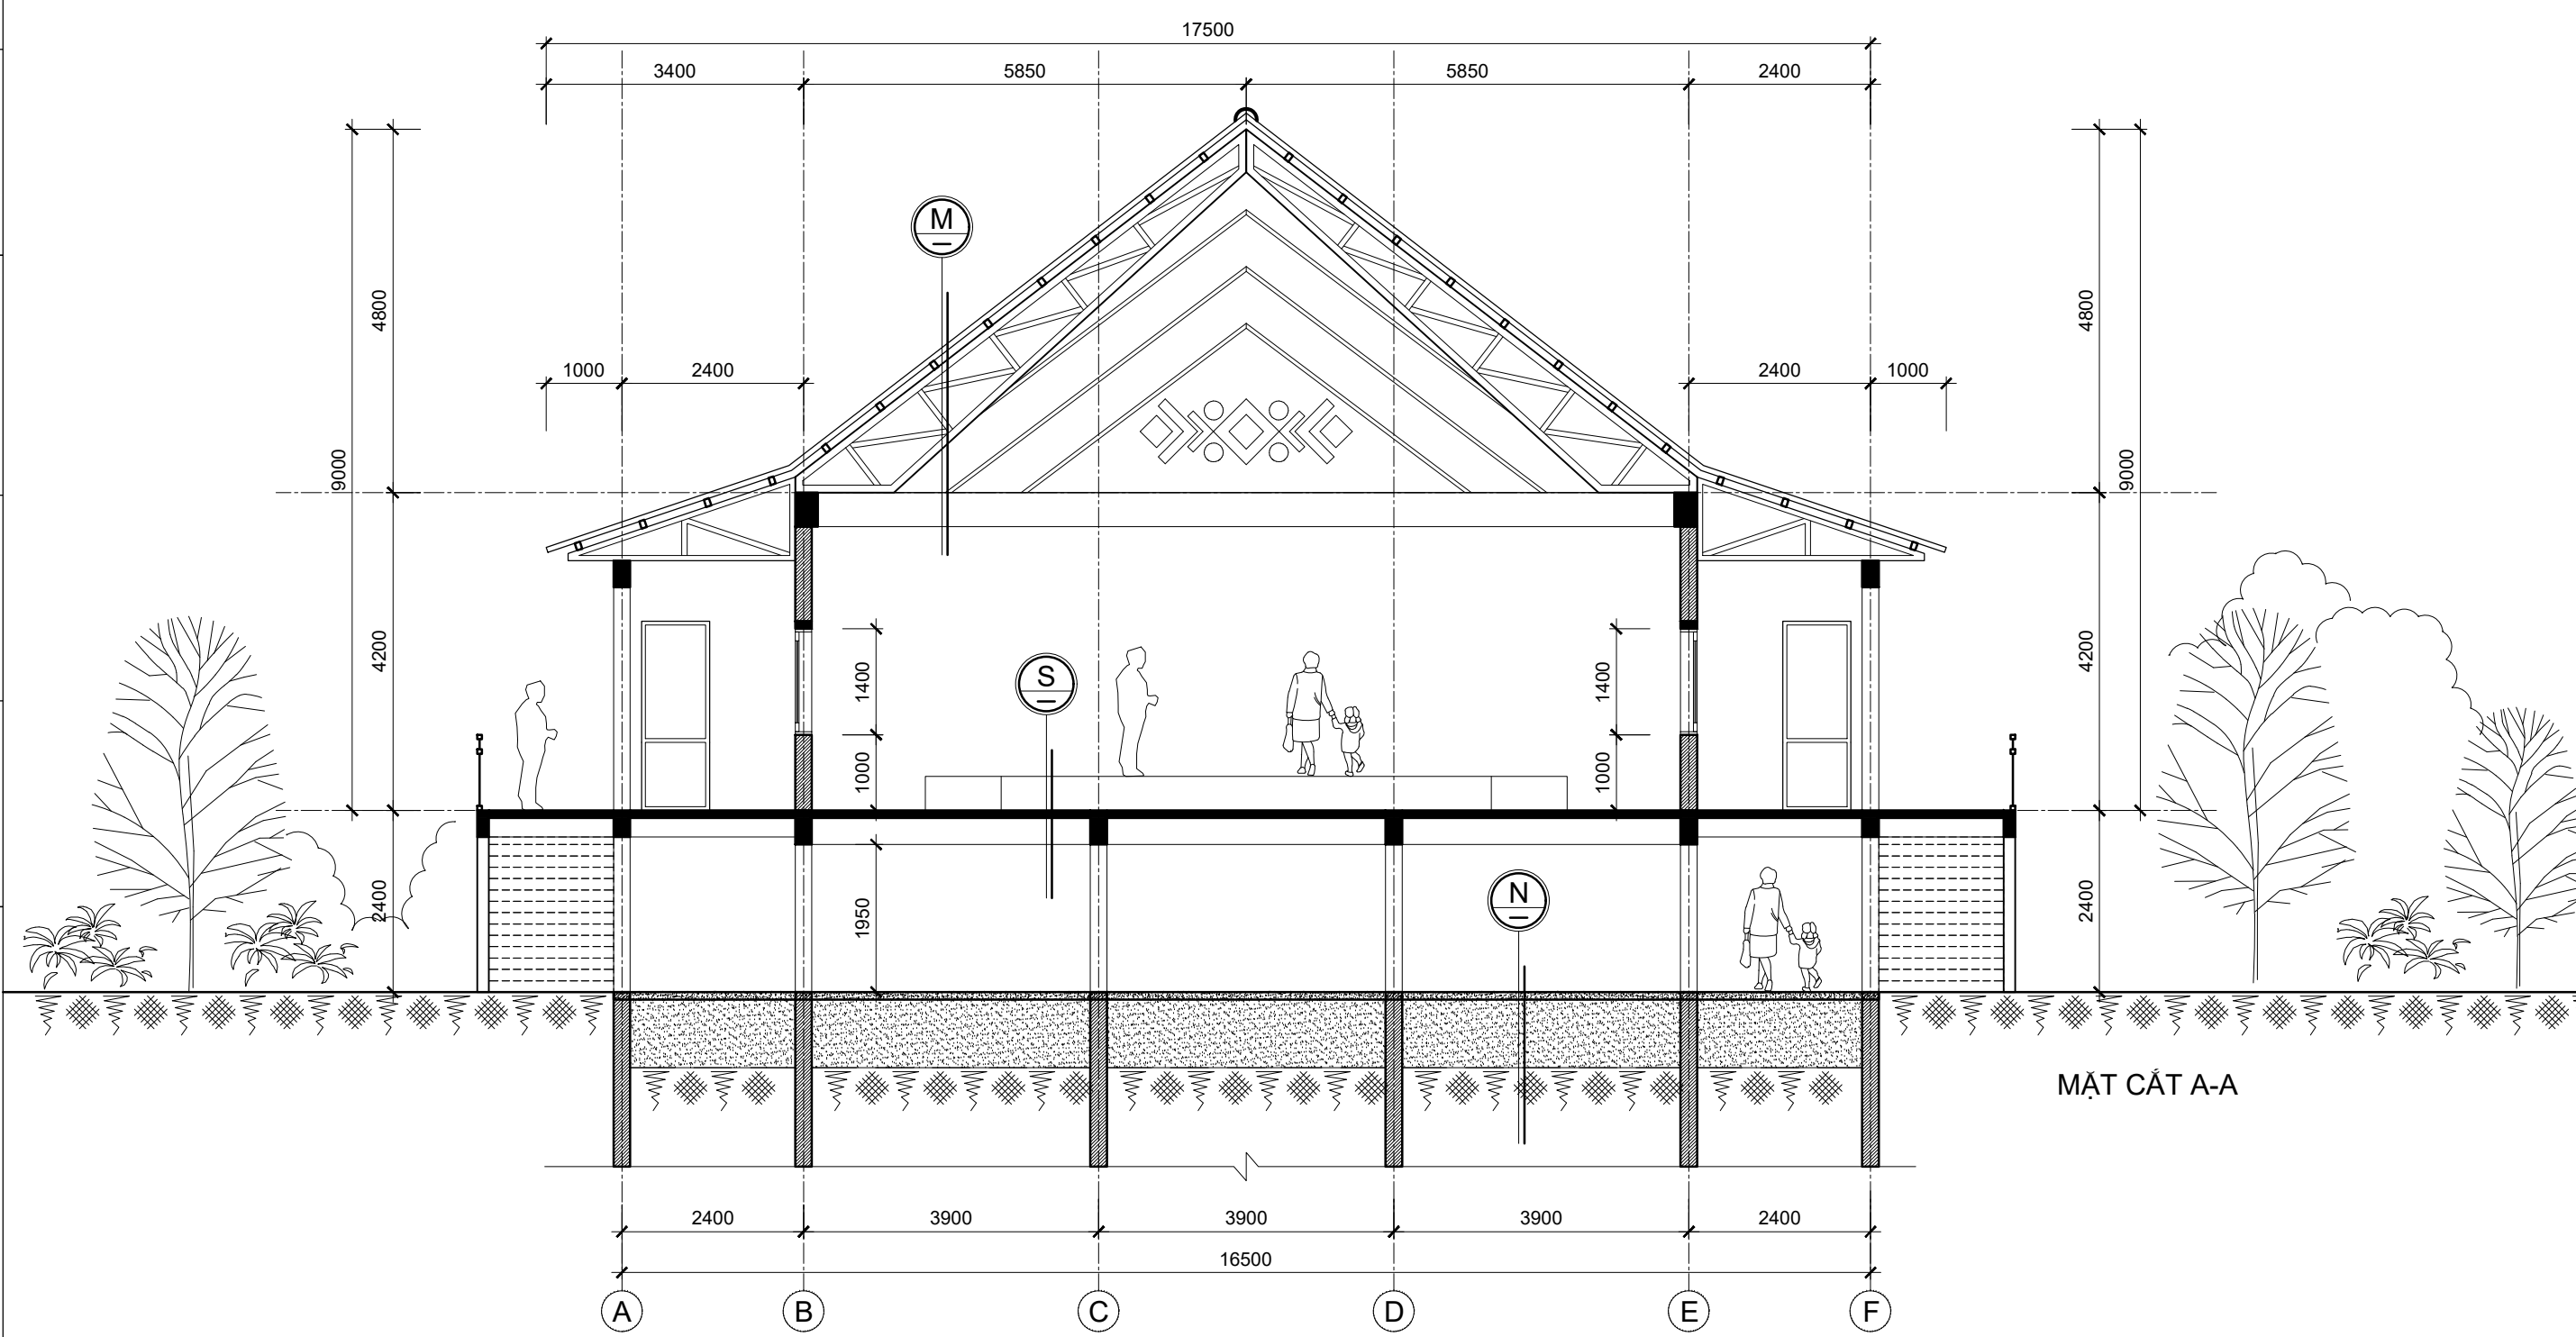 17500
3400 5850 5850 2400
M
4800 4800
1000 2400 2400 1000
9000 9000
4200 1400 1400 4200
S
1000 1000
2400 1950 N 2400
MẶT CẮT A-A
2400 3900 3900 3900 2400
16500
A B C D E F